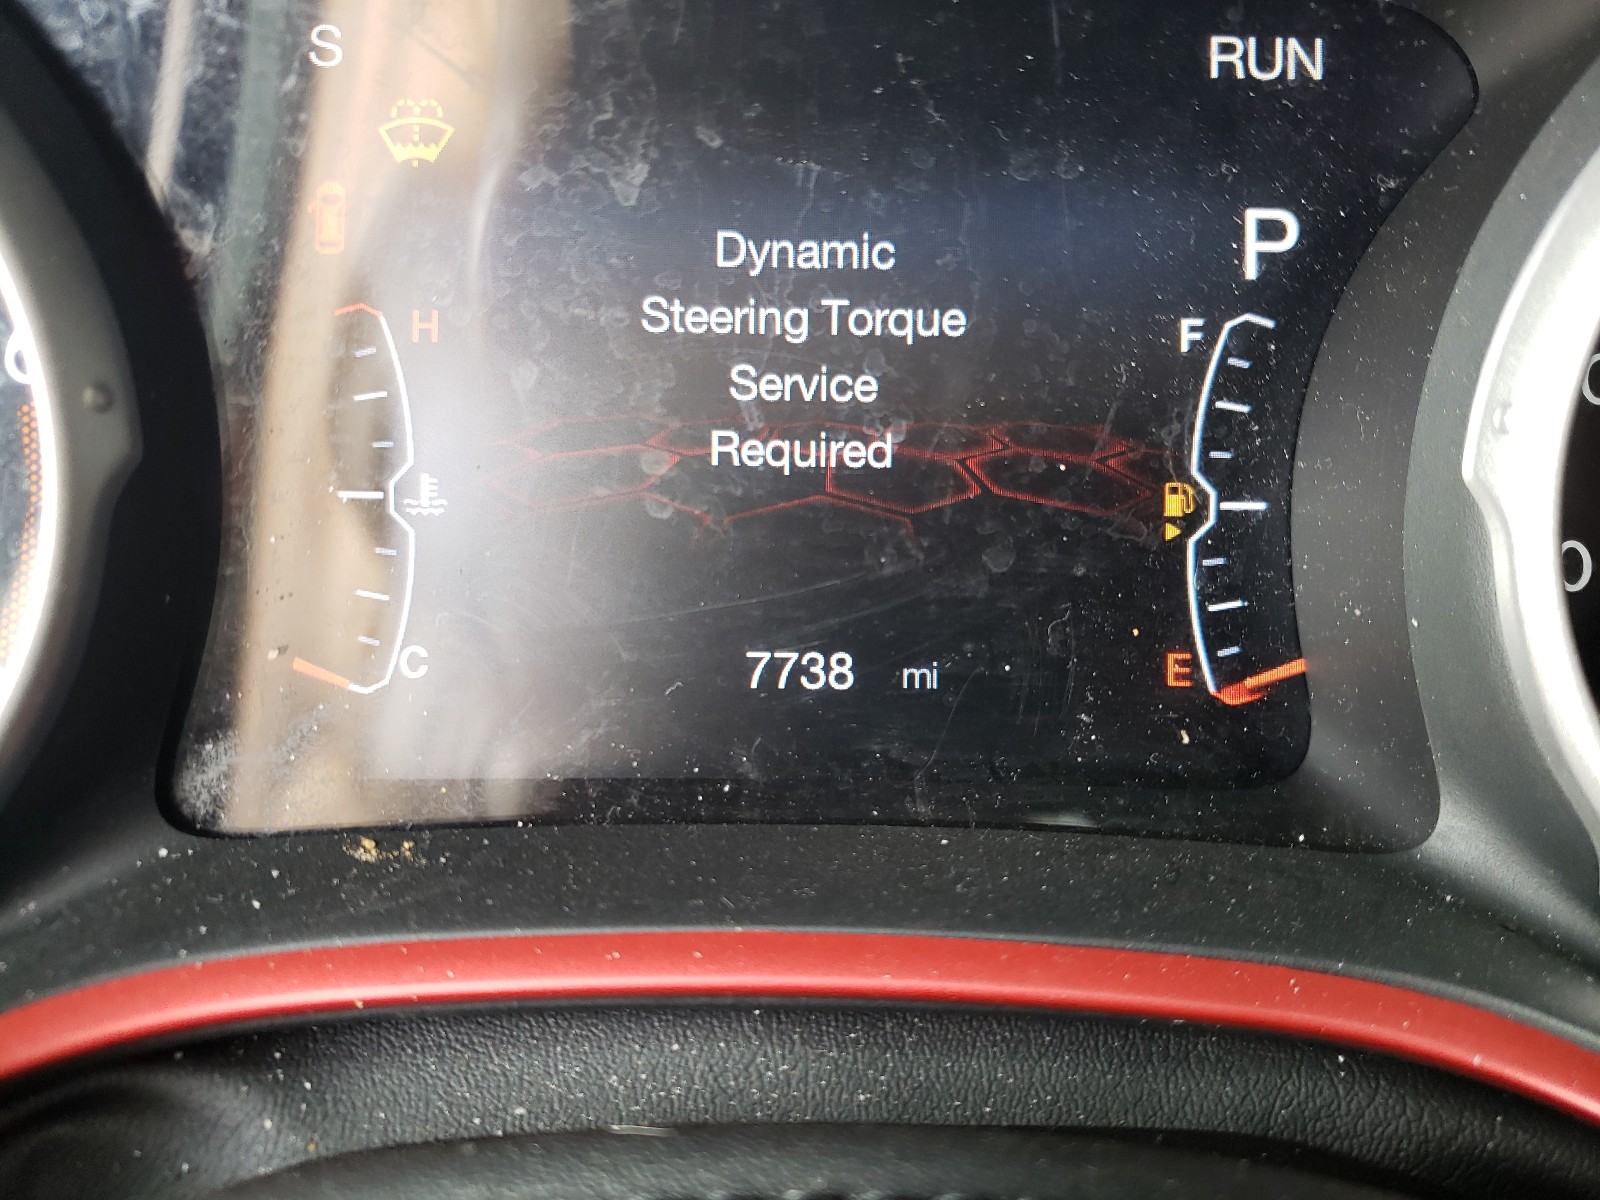 S
RUN
P
Dynamic
Steering Torque
Service
Required
H
F
C
E
7738 mi